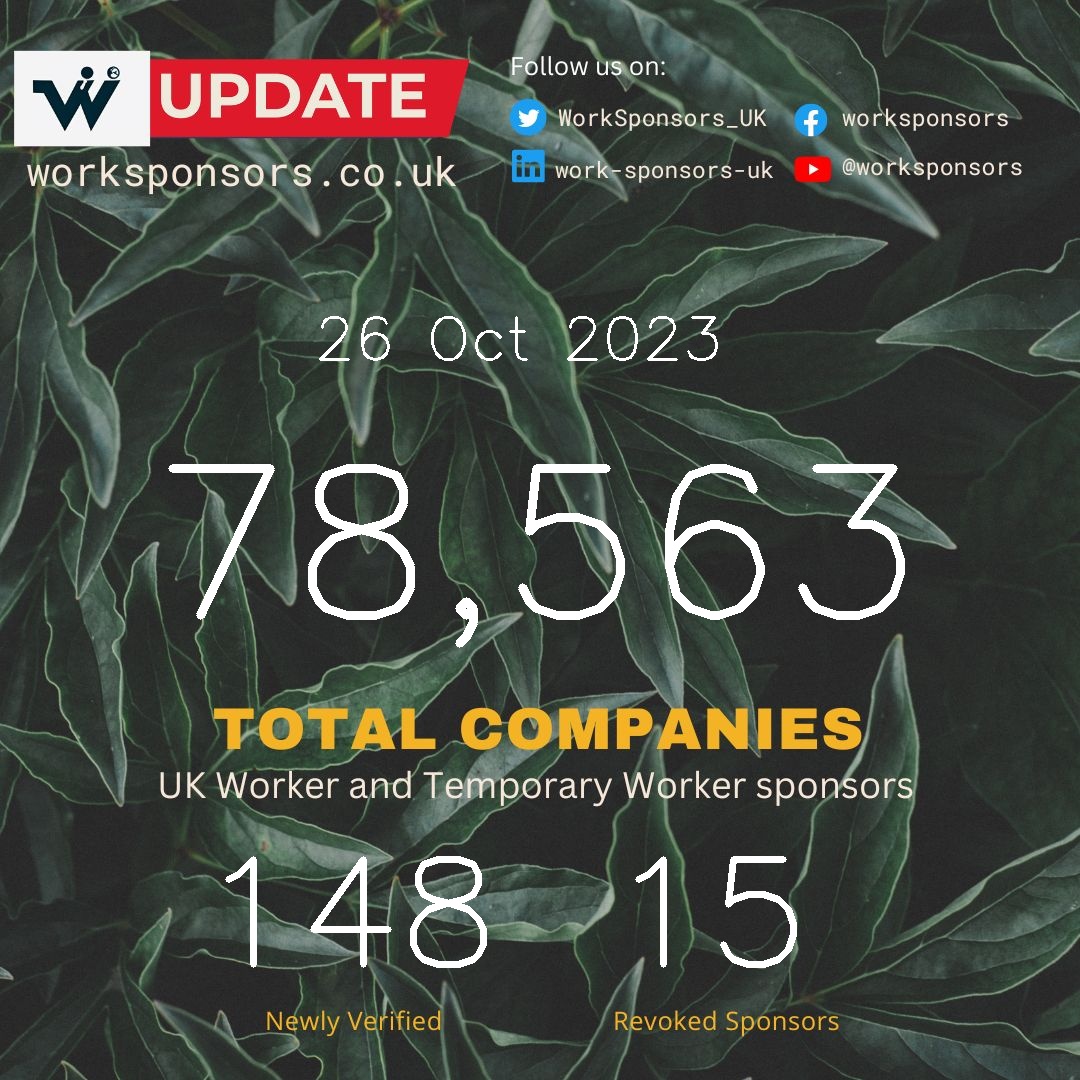 UPDATE
worksponsors.co.uk
Follow us on:
WorkSponsors_UK
worksponsors
work-sponsors-uk
@worksponsors
26 Oct 2023
78,563
TOTAL COMPANIES
UK Worker and Temporary Worker sponsors
148
15
Newly Verified
Revoked Sponsors